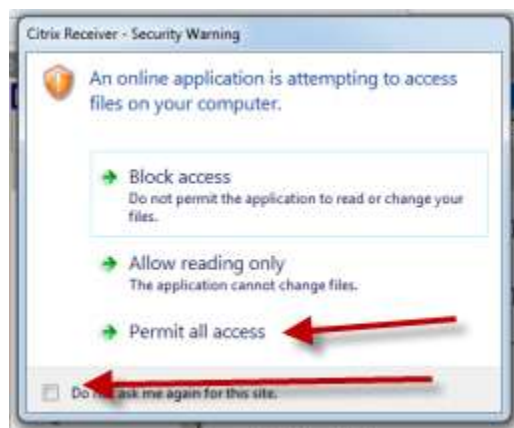 Citrix Receiver - Security Warning
An online application is attempting to access
files on your computer.
Block access
Do not permit the application to read or change your
files.
Allow reading only
The application cannot change files.
Permit all access
Do not ask me again for this site.